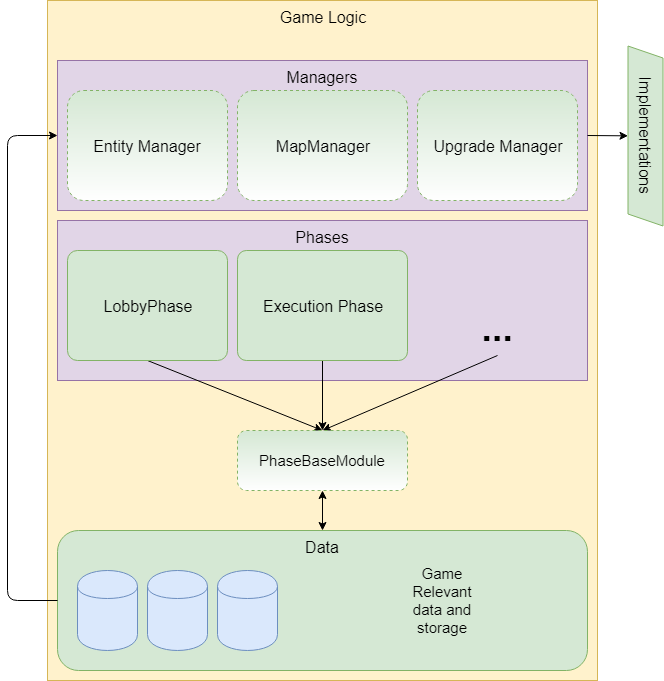 Game Logic
Managers
Entity Manager
MapManager
Upgrade Manager
Implementations
Phases
LobbyPhase
Execution Phase
...
PhaseBaseModule
Data
Game
Relevant
data and
storage